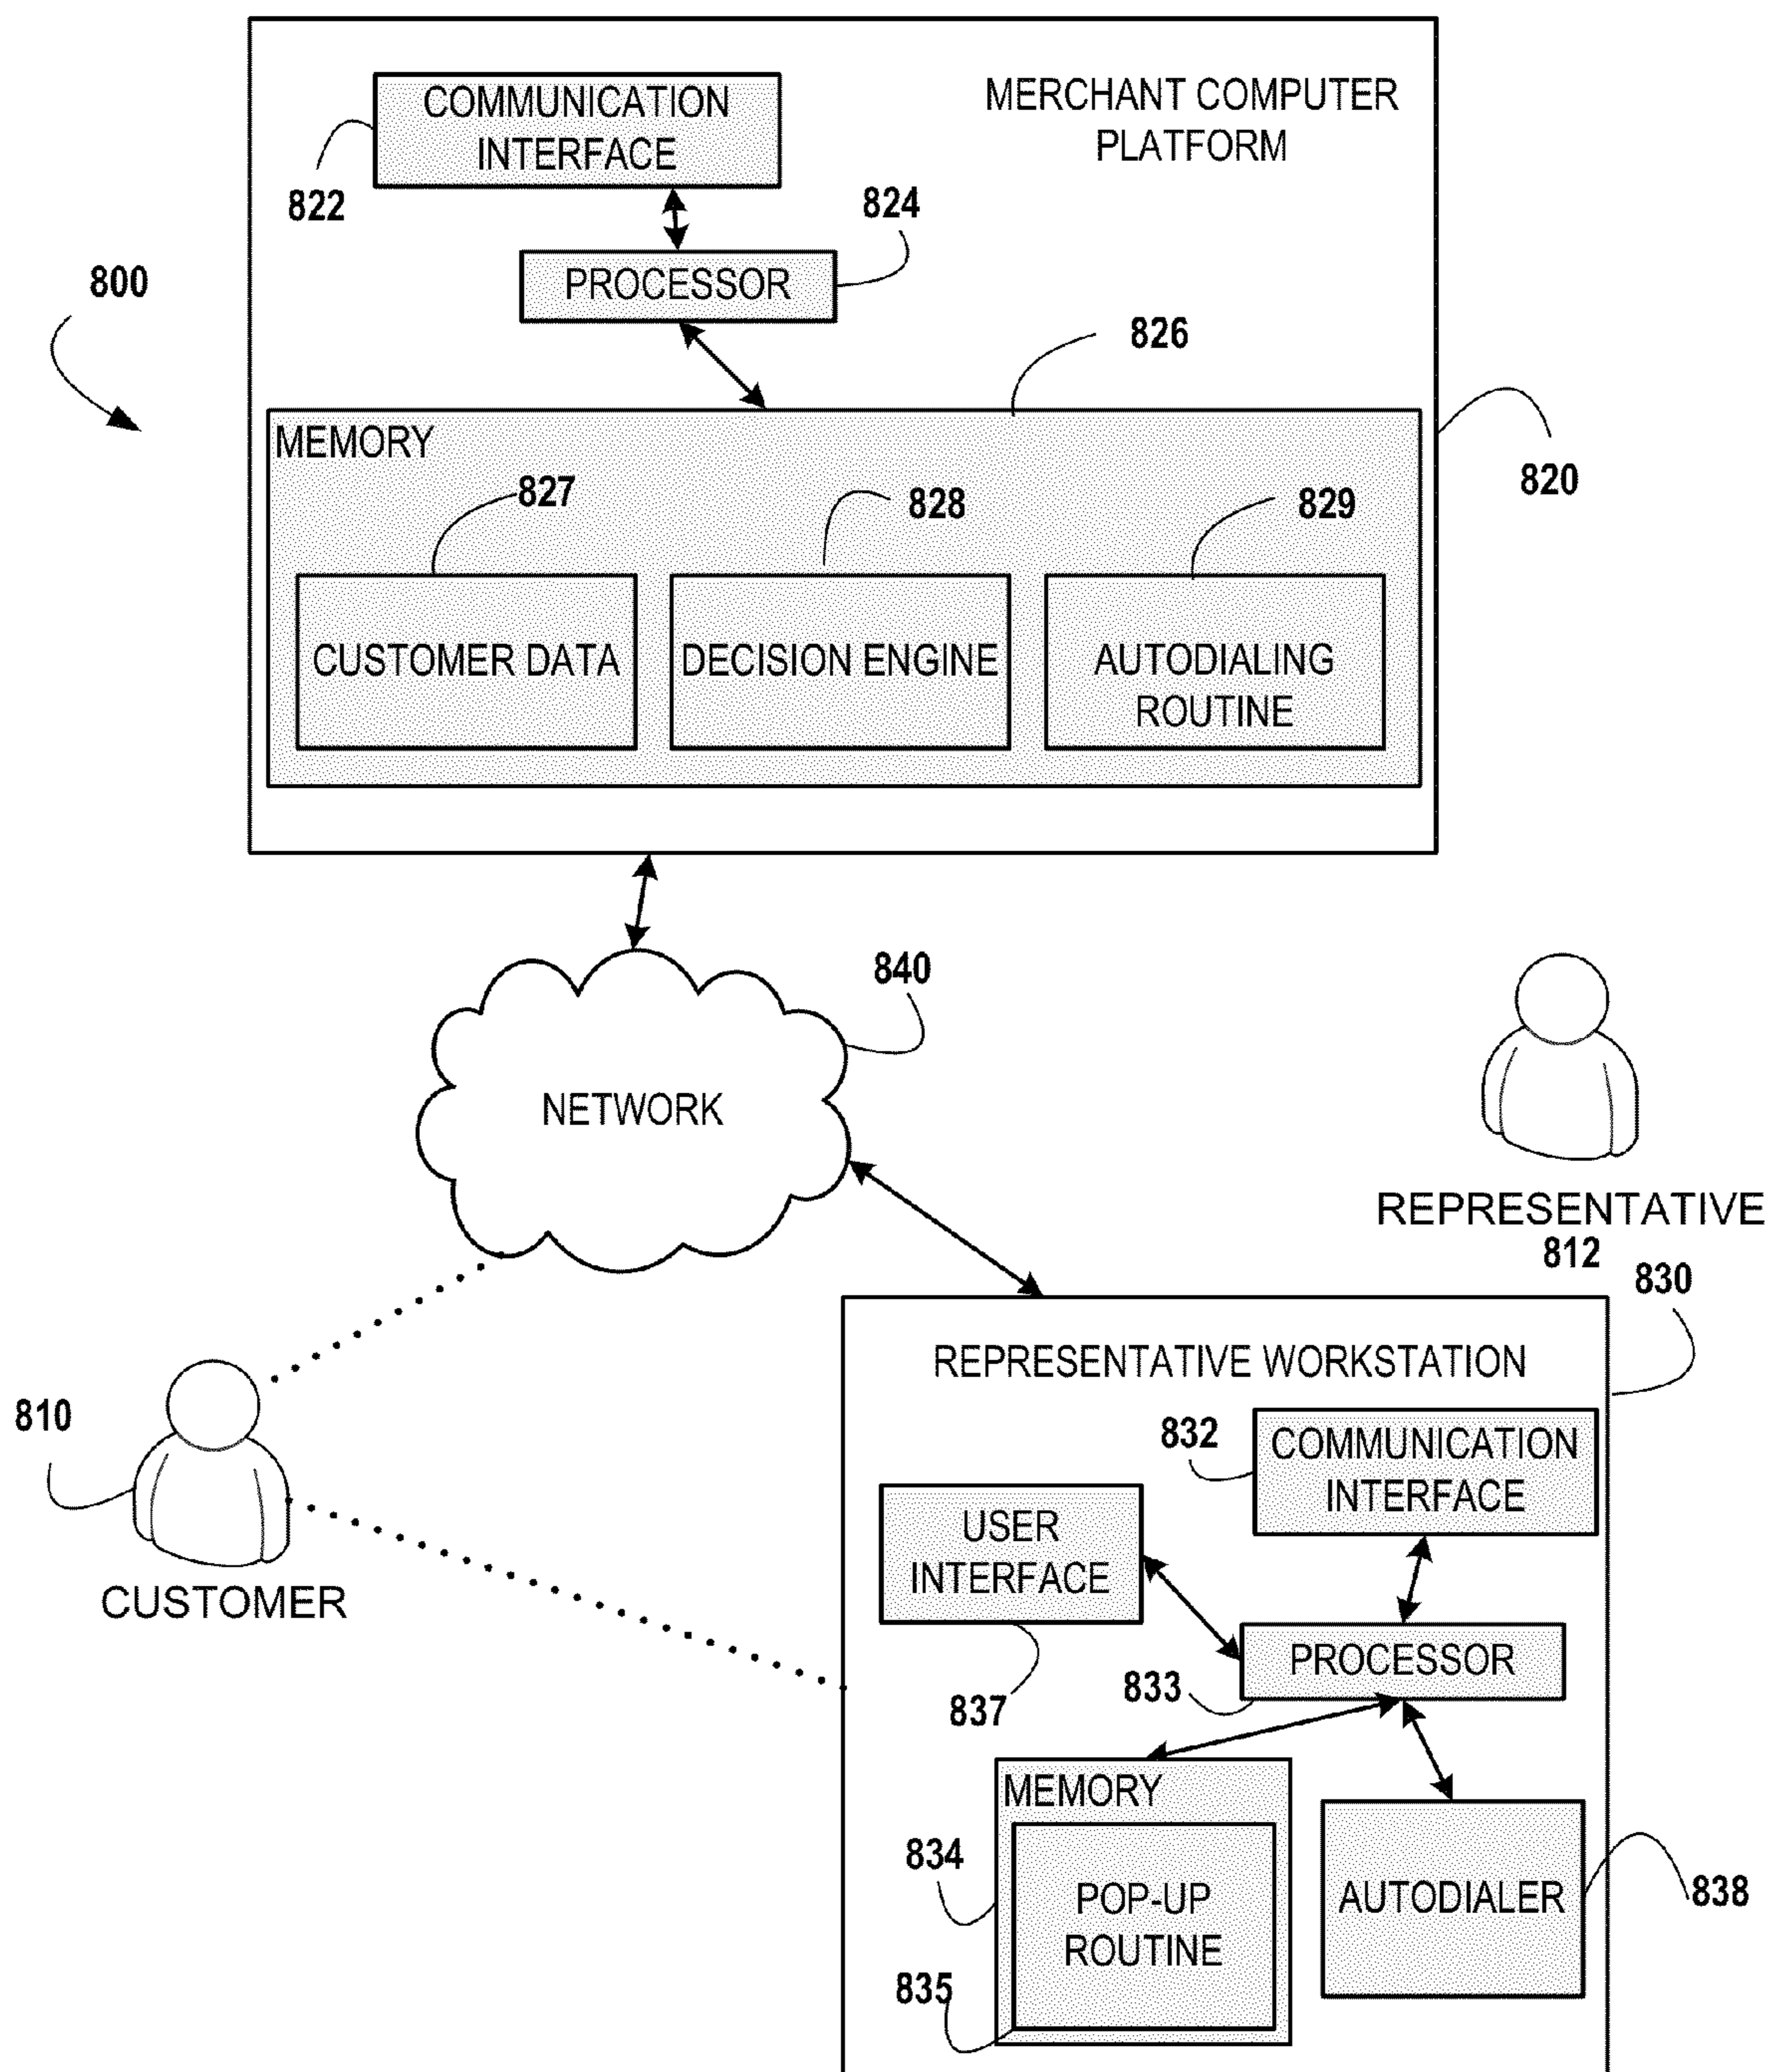 COMMUNICATION
INTERFACE
MERCHANT COMPUTER
PLATFORM
822
824
PROCESSOR
800
826
MEMORY
820
827
828
829
CUSTOMER DATA
DECISION ENGINE
AUTODIALING
ROUTINE
840
NETWORK
REPRESENTATIVE
812
830
REPRESENTATIVE WORKSTATION
810
CUSTOMER
832
COMMUNICATION
INTERFACE
USER
INTERFACE
837
833
PROCESSOR
MEMORY
834
POP-UP
ROUTINE
835
AUTODIALER
838